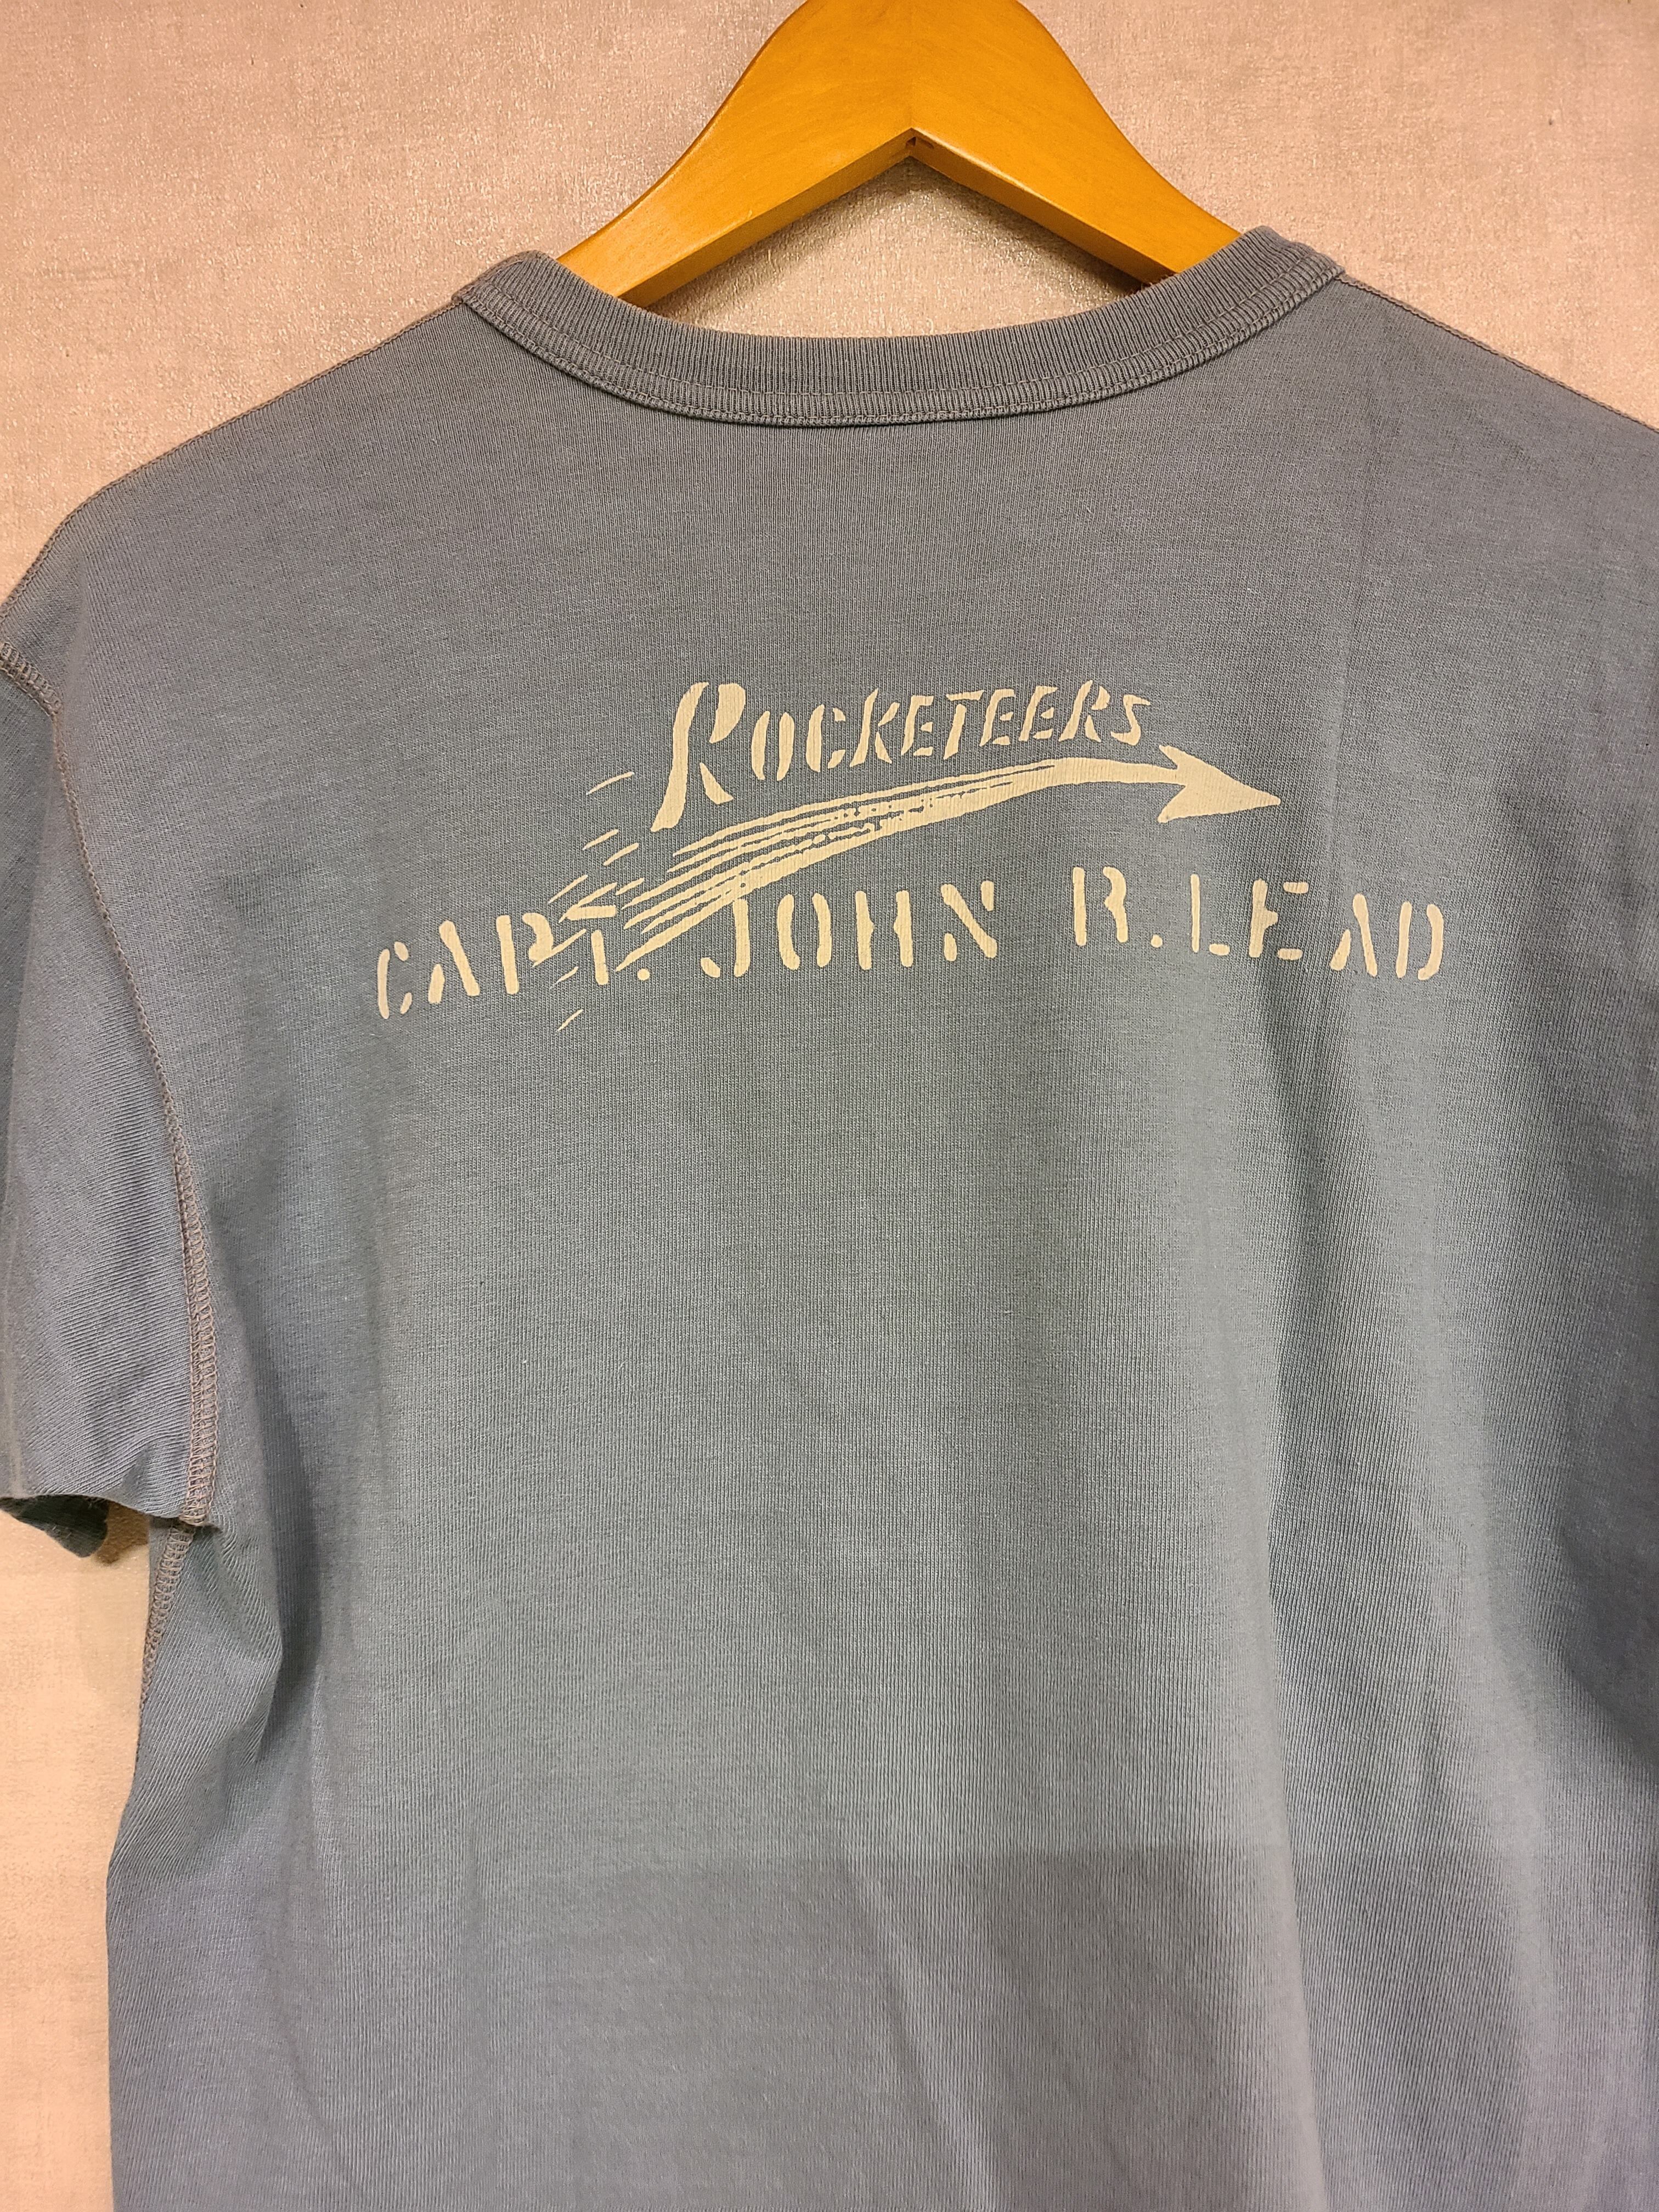 ROCKETEERS
CAPT. JOHN R. LEAD